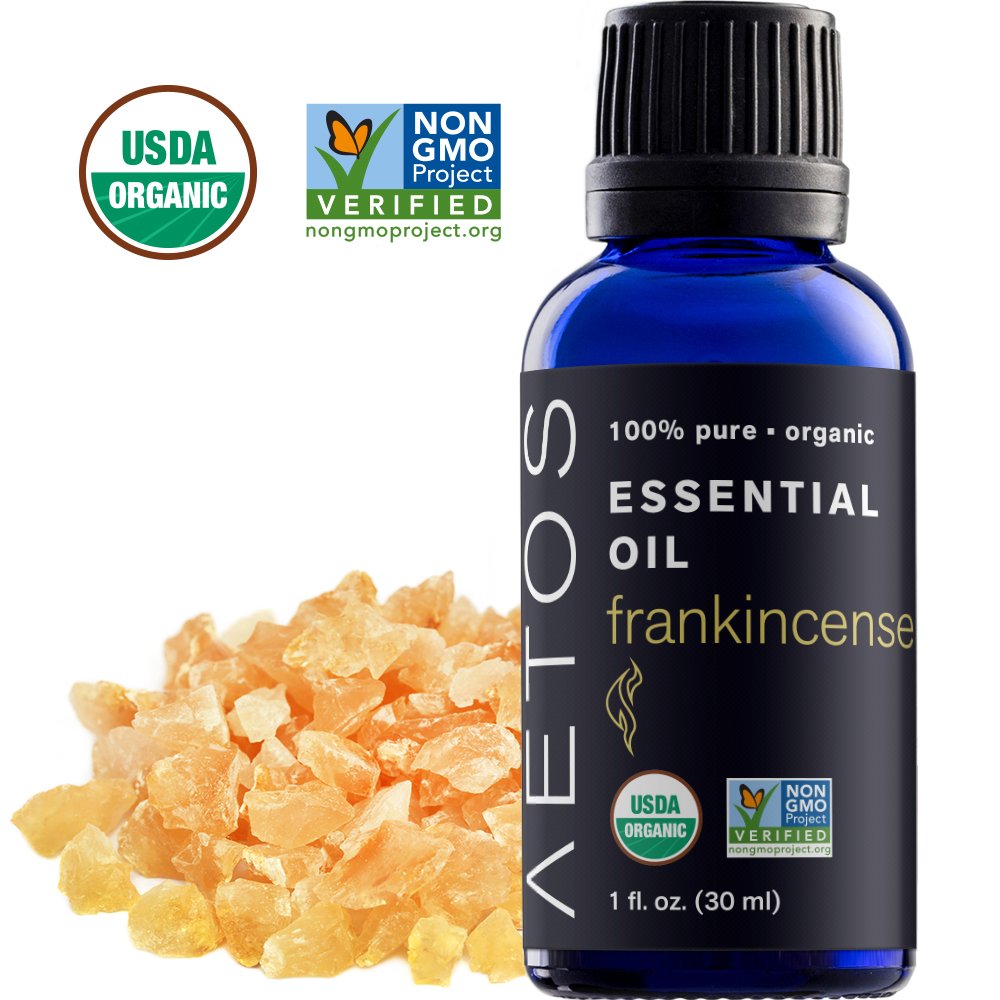 USDA
ORGANIC
NON
GMO
Project
VERIFIED
nongmoproject.org
AETOS
100% pure ▪ organic
ESSENTIAL
OIL
frankincense
USDA
ORGANIC
NON
GMO
Project
VERIFIED
nongmoproject.org
1 fl. oz. (30 ml)